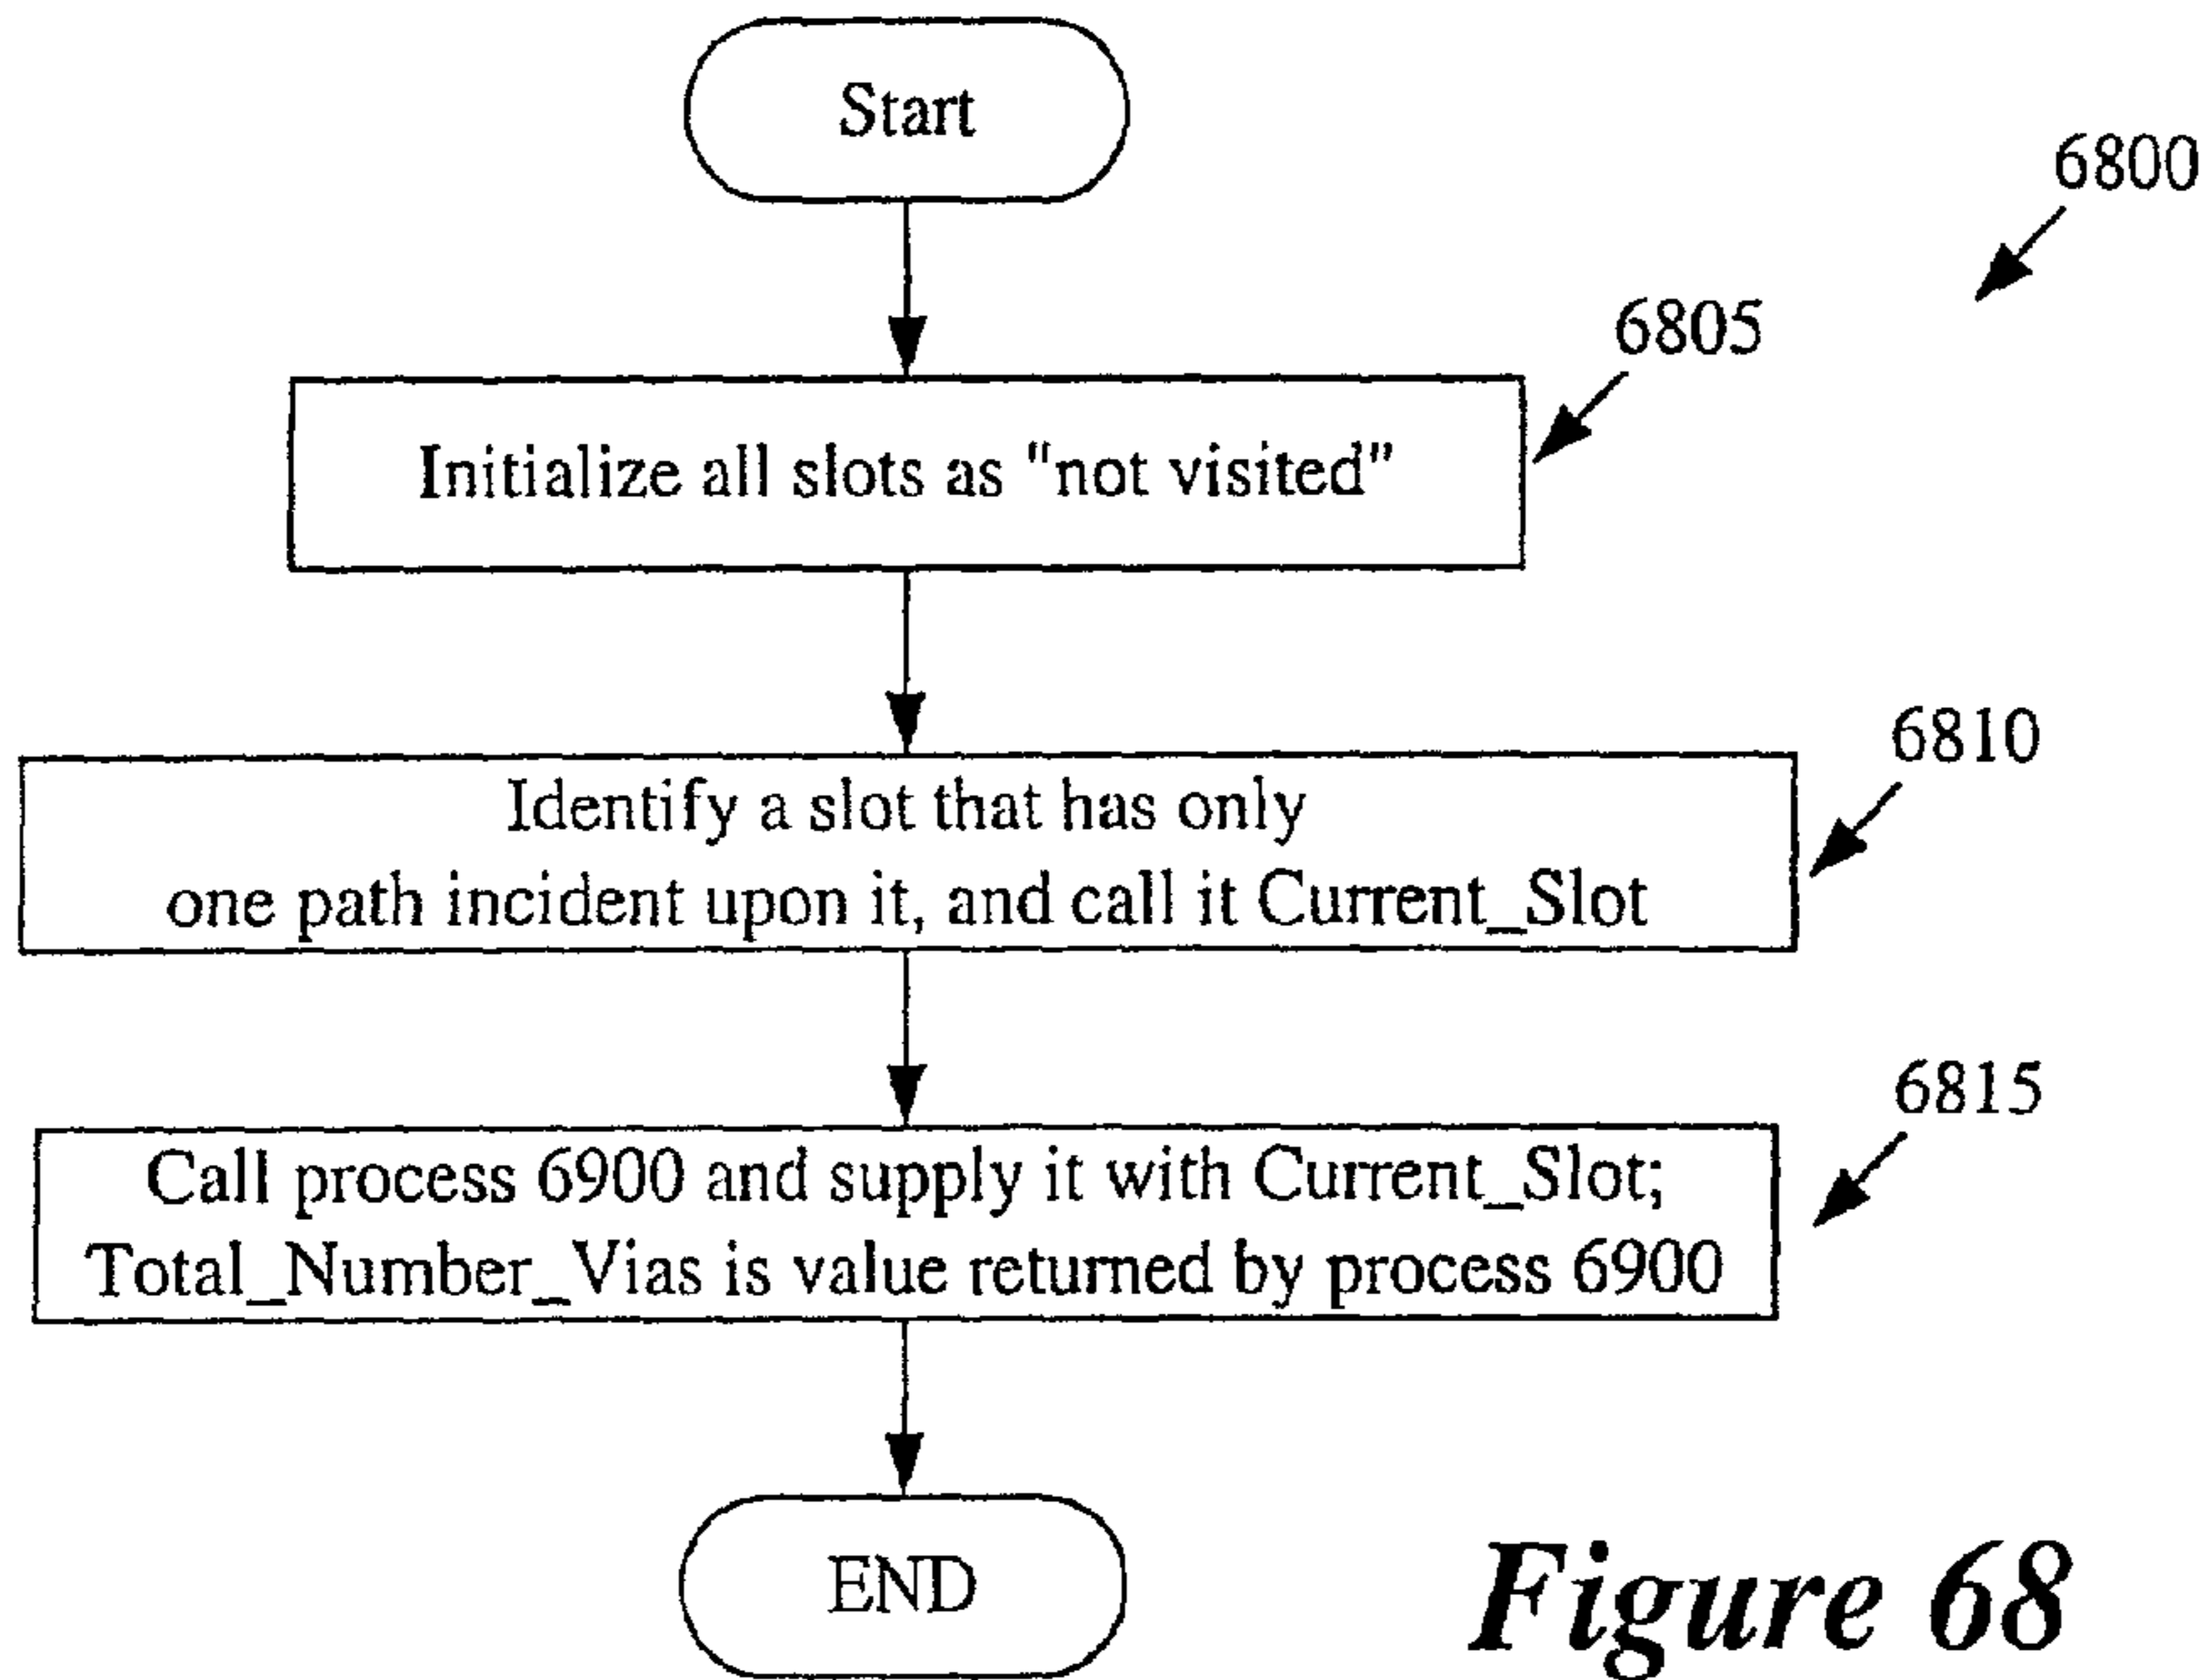 Start
6800
6805
Initialize all slots as "not visited"
6810
Identify a slot that has only
one path incident upon it, and call it Current_Slot
6815
Call process 6900 and supply it with Current_Slot;
Total_Number_Vias is value returned by process 6900
END
Figure 68